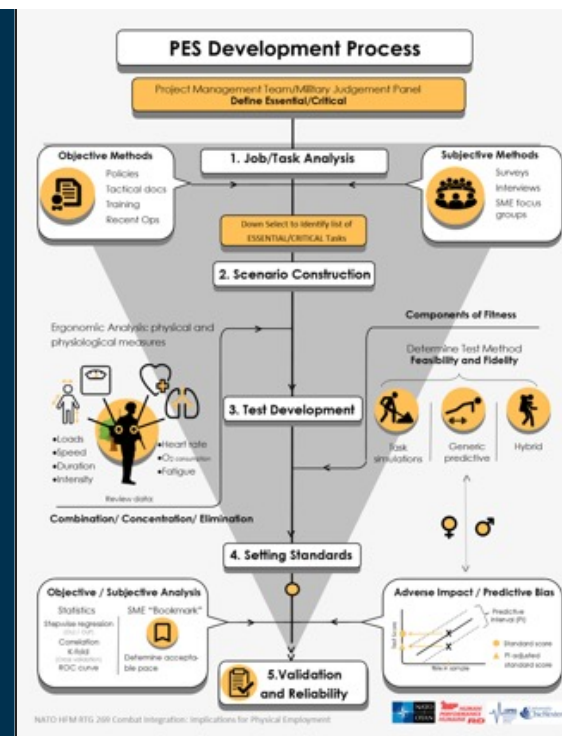 PES Development Process
Project Management Team/Military Judgement Panel
Define Essential/Critical
Objective Methods
Policies
Tactical docs
Training
Recent Ops
1. Job/Task Analysis
Subjective Methods
Surveys
Interviews
SME focus
groups
Down Select to Identify list of
ESSENTIAL/CRITICAL Tasks
2. Scenario Construction
Ergonomic Analysis: physical and
physiological measures
•Loads
•Speed
•Duration
•Intensity
•Heart rate
•O2 consumption
•Fatigue
Review data:
Combination/ Concentration/ Elimination
Components of Fitness
Determine Test Method
Feasibility and Fidelity
Task
simulations
Generic
predictive
Hybrid
3. Test Development
4. Setting Standards
Objective / Subjective Analysis
Statistics
Stepwise regression
Correlation
K-fold
ROC curve
SME "Bookmark"
Determine accepta-
ble pace
Adverse Impact / Predictive Bias
Predictive
Interval (PI)
Standard score
PI adjusted
standard score
5.Validation
and Reliability
NATO HFM RTG 269 Combat Integration: Implications for Physical Employment
NATO
OTAN